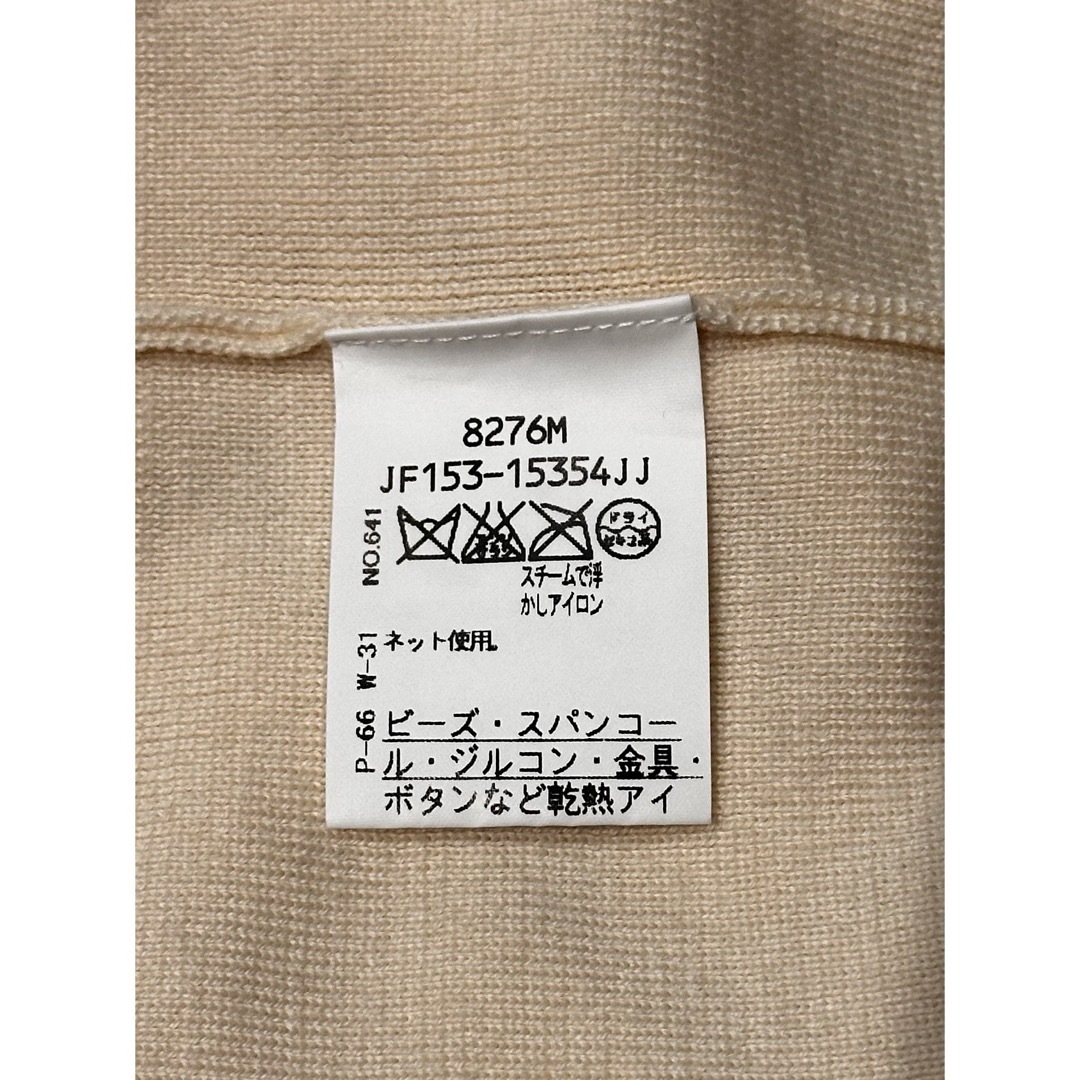 8276M
JF153-15354JJ
ドライ
スチームで浮
かしアイロン
ネット使用。
ビーズ・スパンコー
ル・ジルコン・金具・
ボタンなど乾熱アイ
NO.641
P-66 W-31